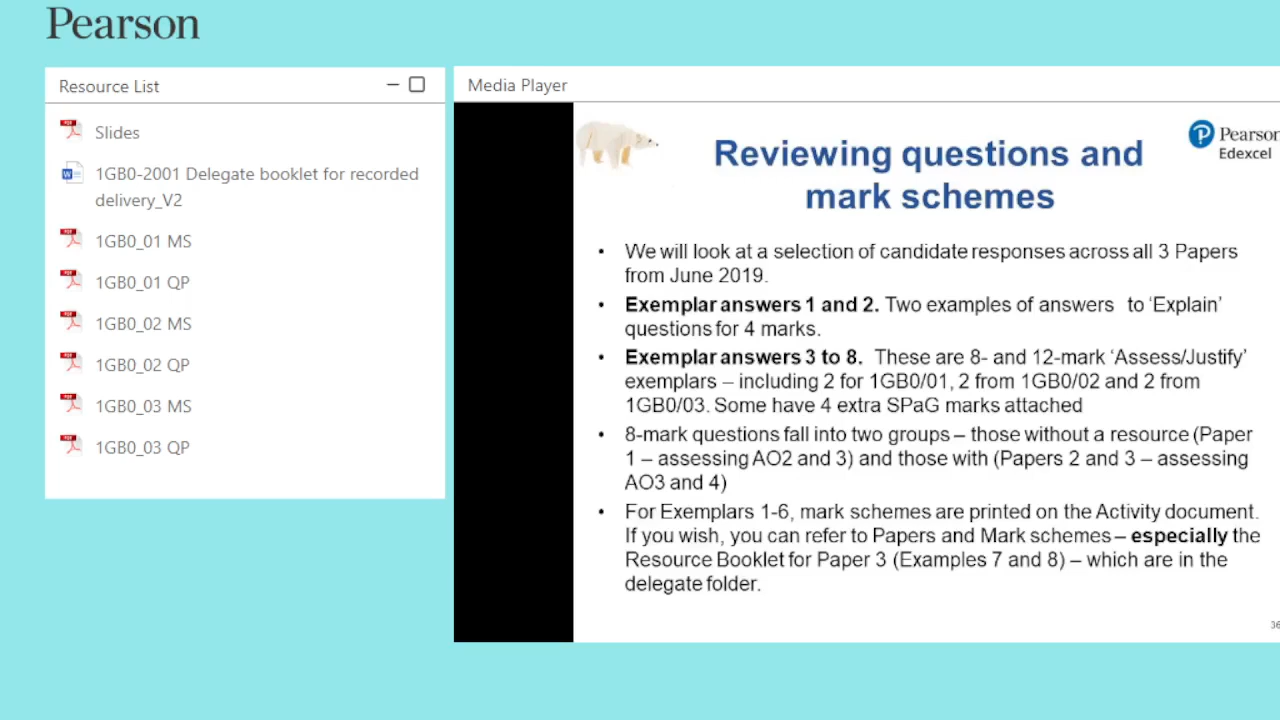 Pearson
Resource List
Slides
1GB0-2001 Delegate booklet for recorded
delivery_V2
1GB0_01 MS
1GB0_01 QP
1GB0_02 MS
1GB0_02 QP
1GB0_03 MS
1GB0_03 QP
Media Player
Pearson
Edexcel
Reviewing questions and
mark schemes
• We will look at a selection of candidate responses across all 3 Papers
from June 2019.
• Exemplar answers 1 and 2. Two examples of answers to ‘Explain’
questions for 4 marks.
• Exemplar answers 3 to 8. These are 8- and 12-mark ‘Assess/Justify’
exemplars – including 2 for 1GB0/01, 2 from 1GB0/02 and 2 from
1GB0/03. Some have 4 extra SPaG marks attached
• 8-mark questions fall into two groups – those without a resource (Paper
1 – assessing AO2 and 3) and those with (Papers 2 and 3 – assessing
AO3 and 4)
• For Exemplars 1-6, mark schemes are printed on the Activity document.
If you wish, you can refer to Papers and Mark schemes – especially the
Resource Booklet for Paper 3 (Examples 7 and 8) – which are in the
delegate folder.
36